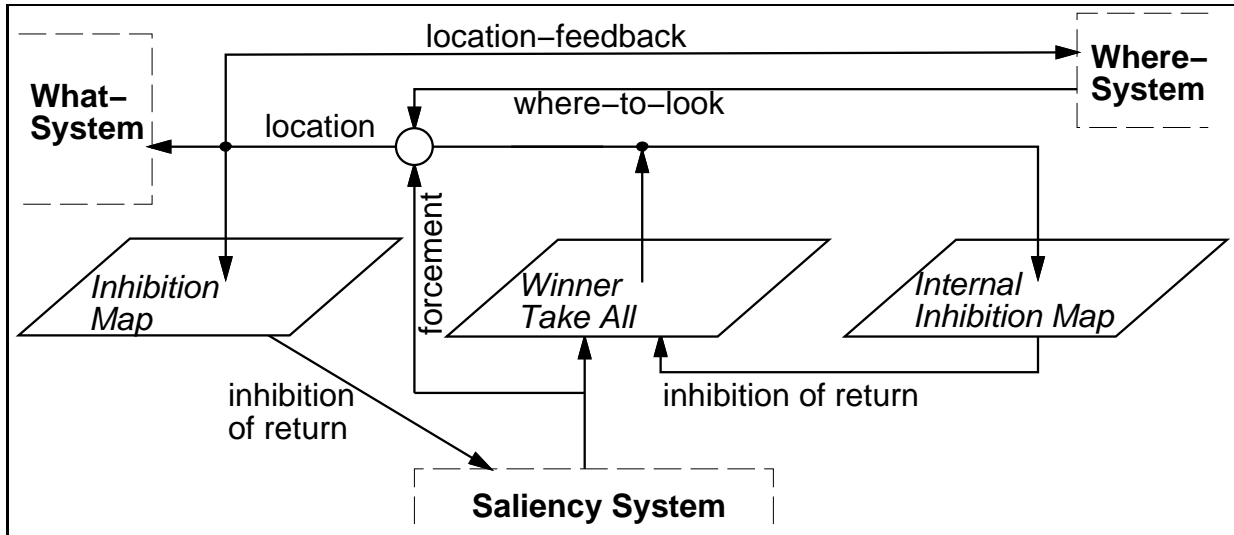 location–feedback
What–
System
Where–
System
where–to–look
location
forcement
Inhibition
Map
Winner
Take All
Internal
Inhibition Map
inhibition
of return
inhibition of return
Saliency System